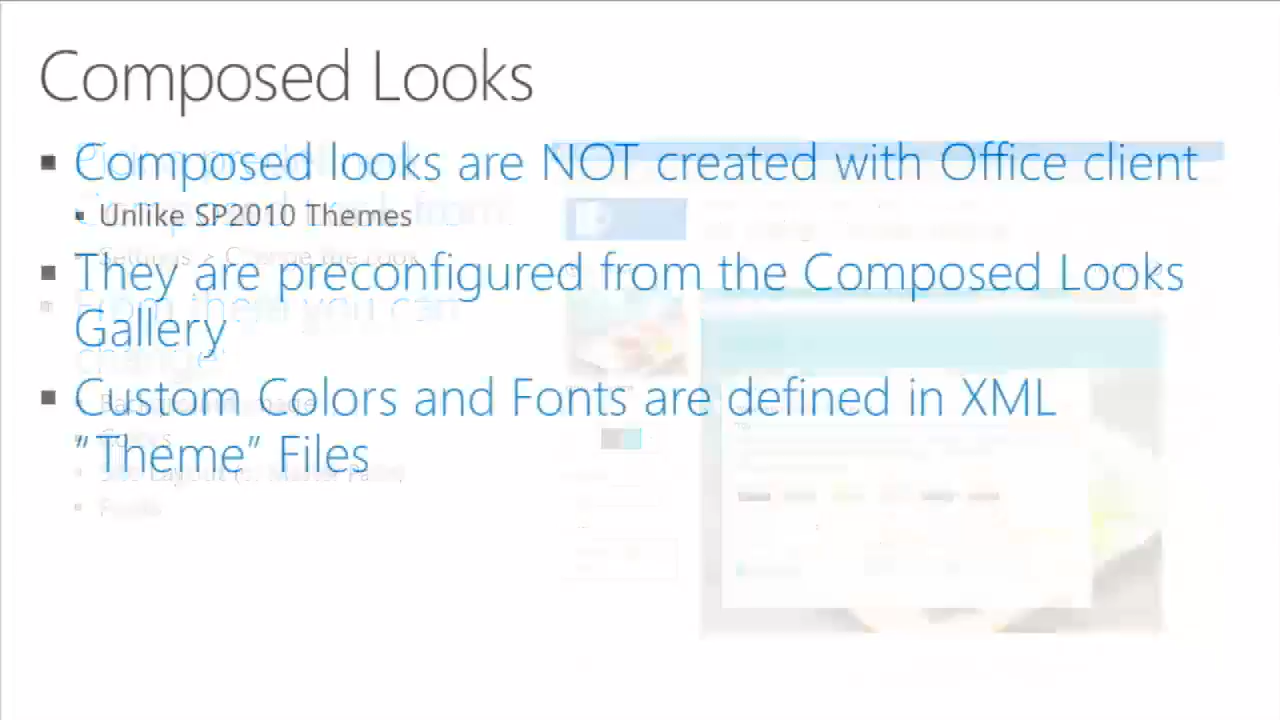 Composed Looks
Composed looks are NOT created with Office client
Unlike SP2010 Themes
They are preconfigured from the Composed Looks
Gallery
Custom Colors and Fonts are defined in XML
"Theme" Files